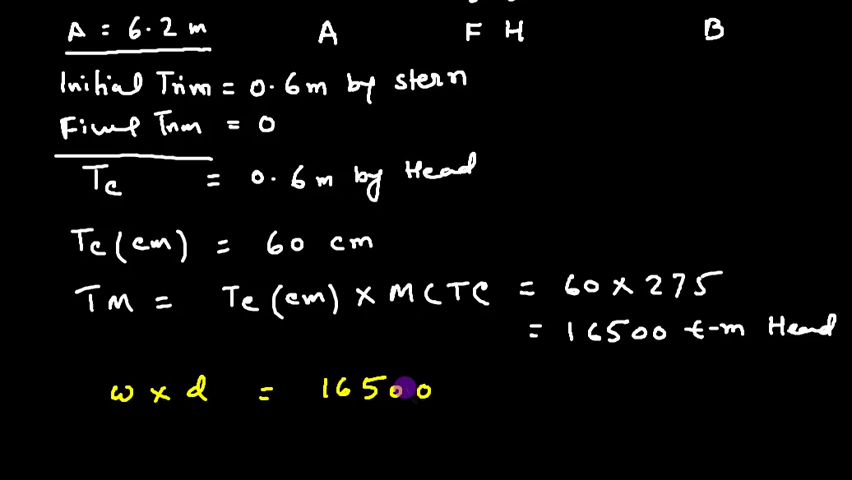 A = 6.2 m A F H B
Initial Trim = 0.6m by stern
Final Trim = 0
Tc = 0.6m by Head
Tc (cm) = 60 cm
TM = Tc (cm) x MCTC = 60 x 275
= 16500 t-m Head
w x d = 16500